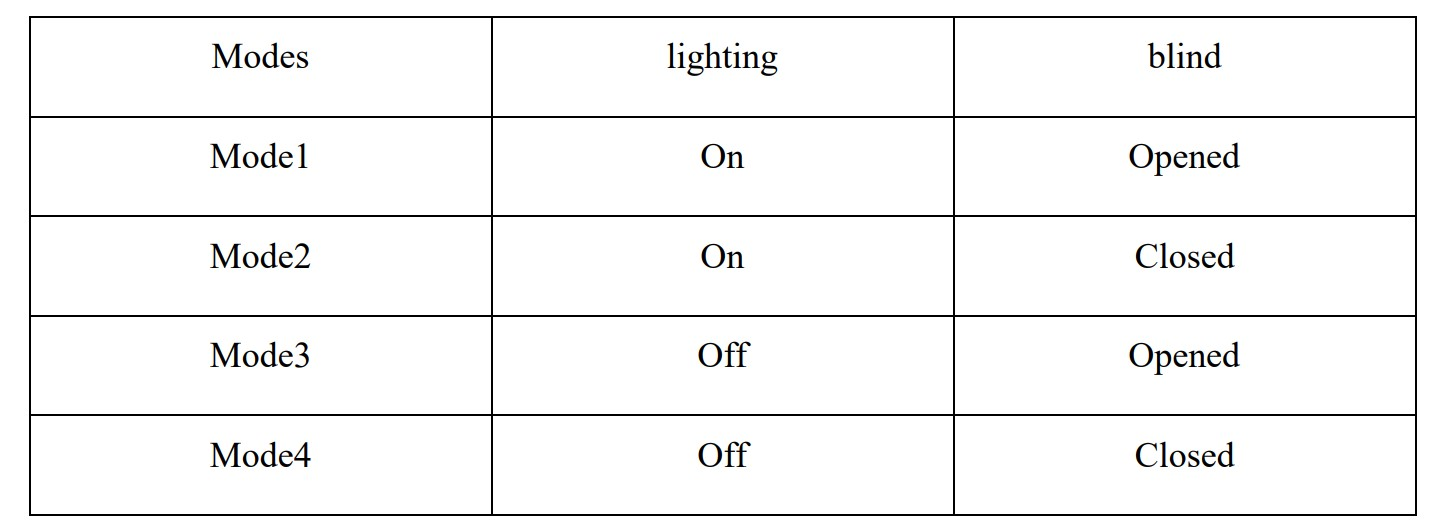 Modes lighting blind
Mode1 On Opened
Mode2 On Closed
Mode3 Off Opened
Mode4 Off Closed